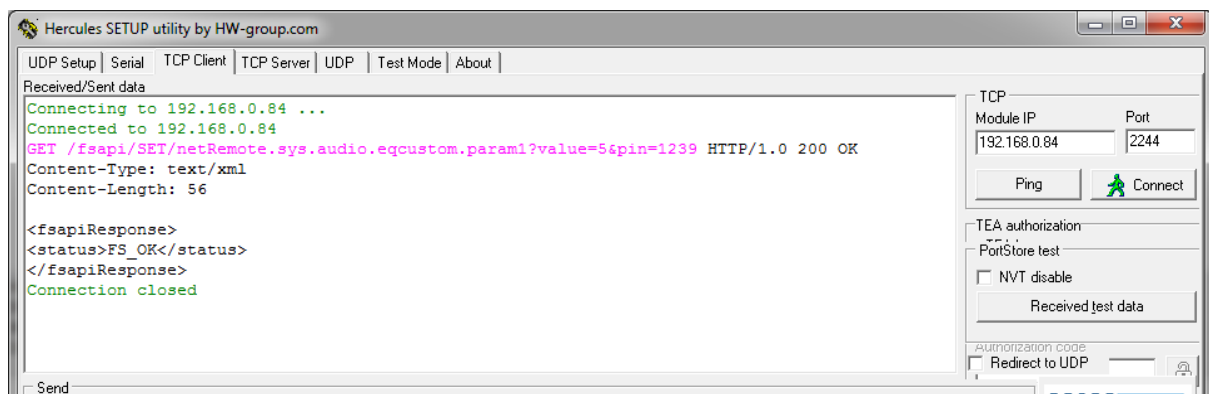 Hercules SETUP utility by HW-group.com
UDP Setup Serial TCP Client TCP Server UDP Test Mode About
Received/Sent data
Connecting to 192.168.0.84 ...
Connected to 192.168.0.84
GET /fsapi/SET/netRemote.sys.audio.eqcustom.param1?value=5&pin=1239 HTTP/1.0 200 OK
Content-Type: text/xml
Content-Length: 56
<fsapiResponse>
<status>FS_OK</status>
</fsapiResponse>
Connection closed
TCP
Module IP Port
192.168.0.84 2244
Ping Connect
TEA authorization
PortStore test
NVT disable
Received test data
Authorization code
Redirect to UDP
Send